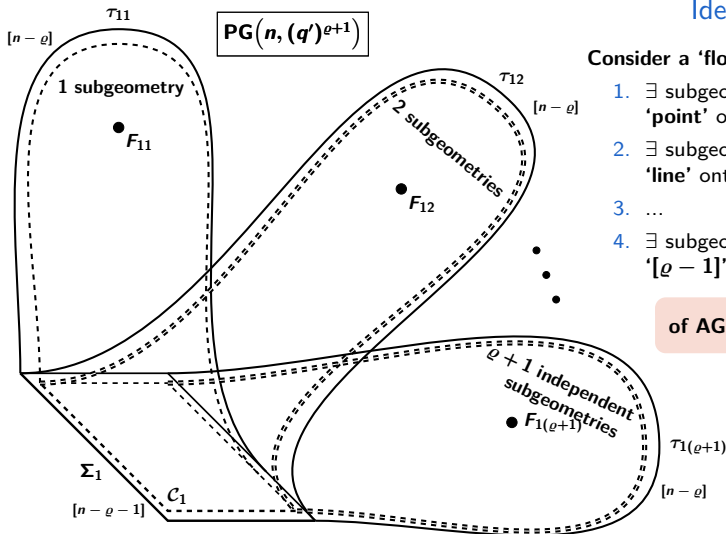 τ₁₁
[n − ϱ]
PG(n, (q′)^{ϱ+1})
1 subgeometry
F₁₁
τ₁₂
[n − ϱ]
2 subgeometries
F₁₂
ϱ + 1 independent
subgeometries
F₁₍ϱ₊₁₎
τ₁₍ϱ₊₁₎
[n − ϱ]
Σ₁
𝒞₁
[n − ϱ − 1]
Ide
Consider a ‘flo
1. ∃ subgeo
‘point’ o
2. ∃ subgeo
‘line’ ont
3. ...
4. ∃ subgeo
‘[ϱ − 1]’
of AG